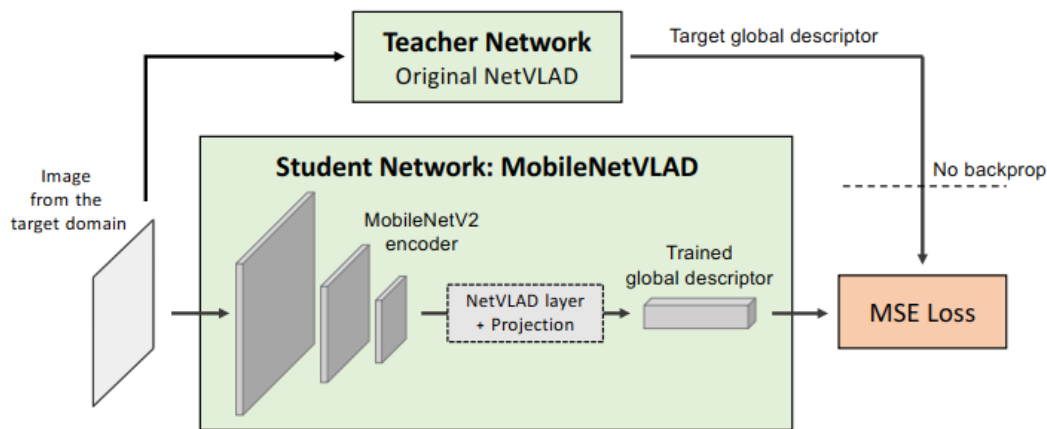 Teacher Network
Original NetVLAD
Target global descriptor
Image
from the
target domain
No backprop
Student Network: MobileNetVLAD
MobileNetV2
encoder
NetVLAD layer
+ Projection
Trained
global descriptor
MSE Loss